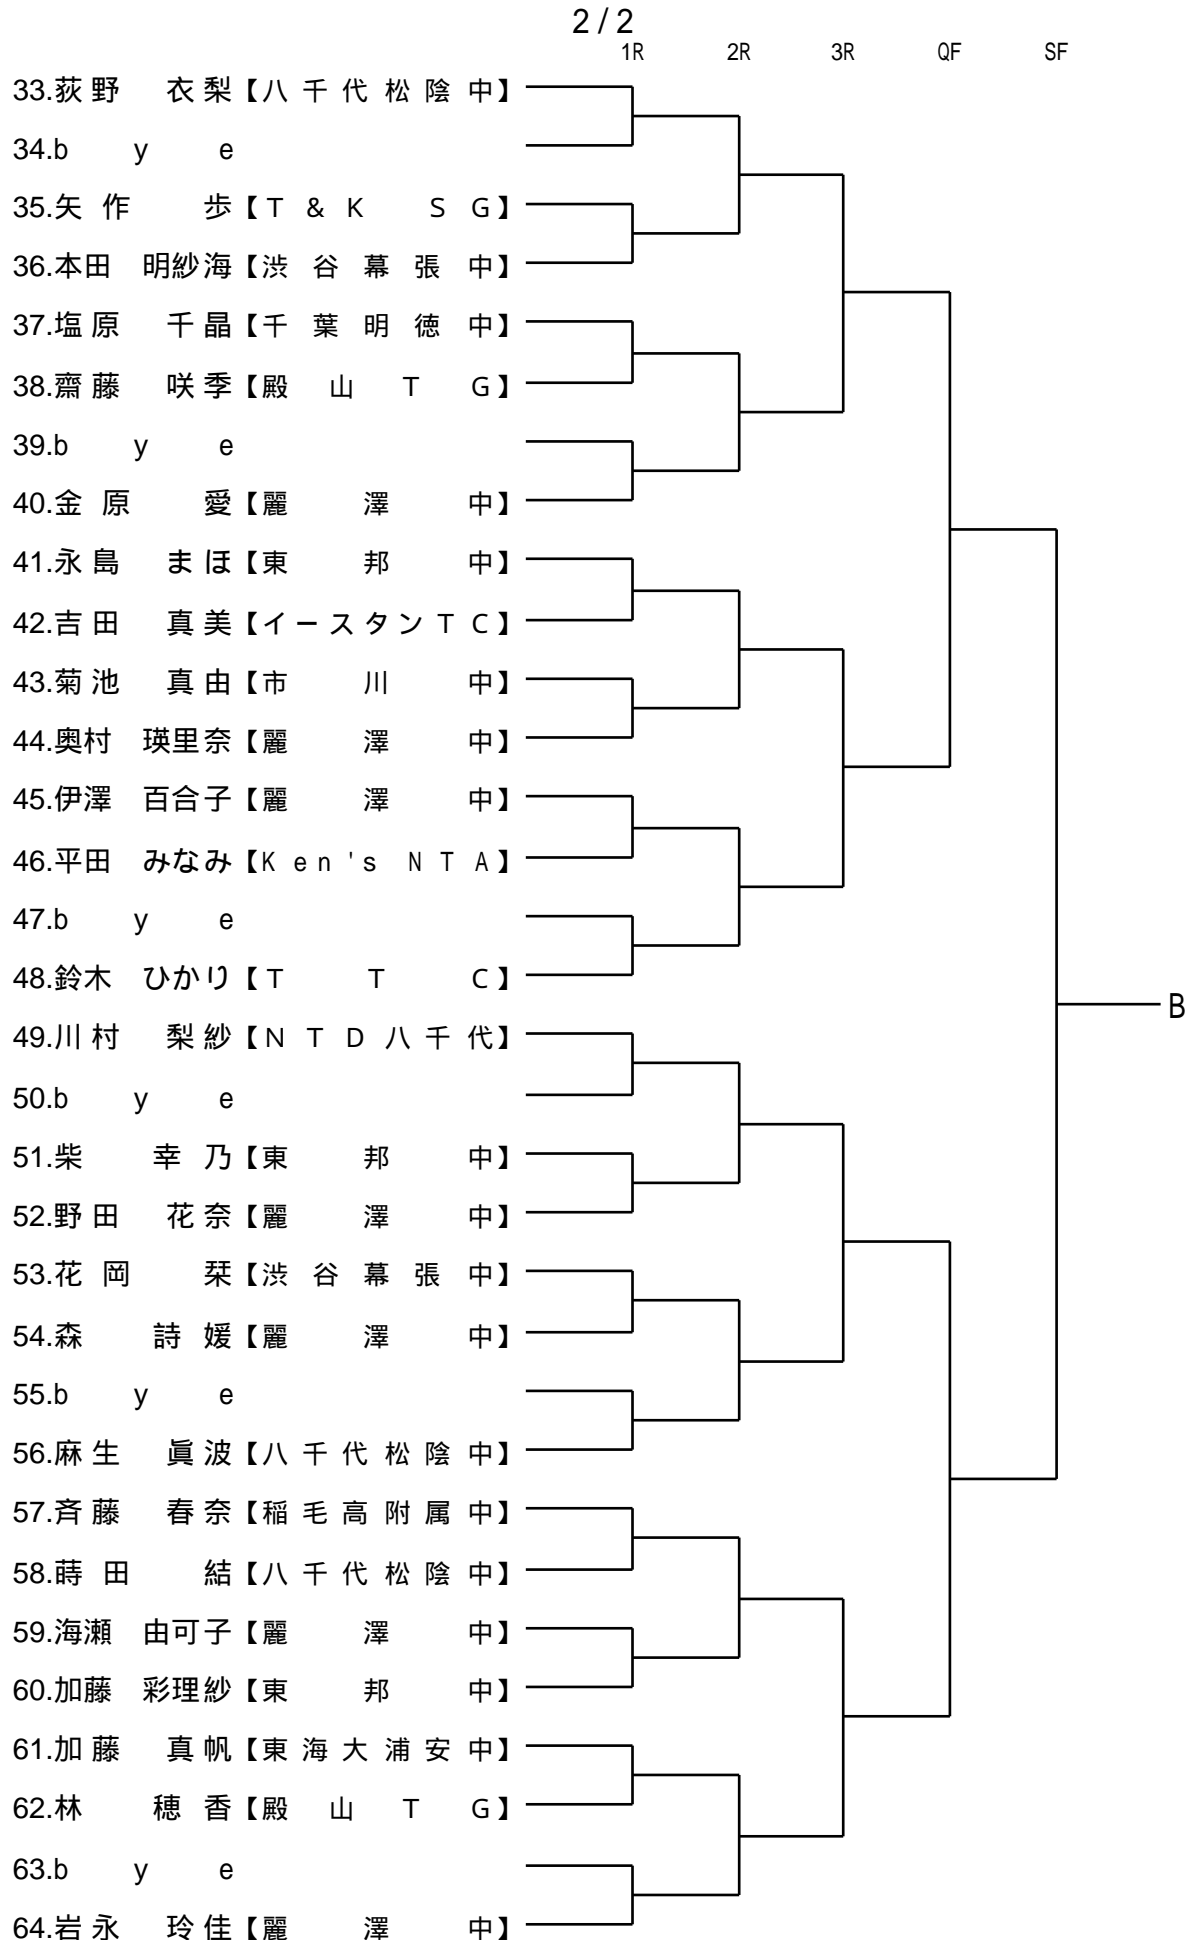 2 / 2
1R 2R 3R QF SF
33.荻野 衣梨【八千代松陰中】
34.bye
35.矢作 歩【T&K SG】
36.本田 明紗海【渋谷幕張中】
37.塩原 千晶【千葉明徳中】
38.齋藤 咲季【殿山TG】
39.bye
40.金原 愛【麗澤中】
41.永島 まほ【東邦中】
42.吉田 真美【イースタンTC】
43.菊池 真由【市川中】
44.奥村 瑛里奈【麗澤中】
45.伊澤 百合子【麗澤中】
46.平田 みなみ【Ken's NTA】
47.bye
48.鈴木 ひかり【TTC】
B
49.川村 梨紗【NTD八千代】
50.bye
51.柴 幸乃【東邦中】
52.野田 花奈【麗澤中】
53.花岡 栞【渋谷幕張中】
54.森 詩媛【麗澤中】
55.bye
56.麻生 眞波【八千代松陰中】
57.斉藤 春奈【稲毛高附属中】
58.蒔田 結【八千代松陰中】
59.海瀬 由可子【麗澤中】
60.加藤 彩理紗【東邦中】
61.加藤 真帆【東海大浦安中】
62.林 穂香【殿山TG】
63.bye
64.岩永 玲佳【麗澤中】